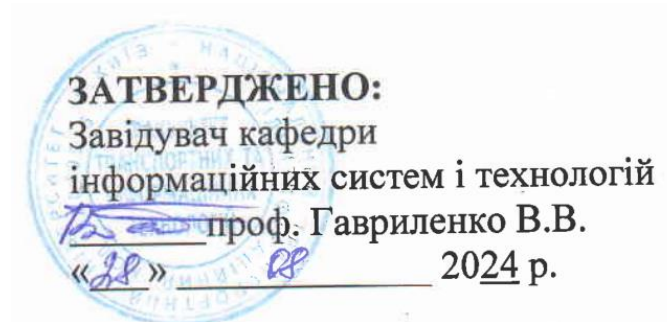 ЗАТВЕРДЖЕНО:
Завідувач кафедри
інформаційних систем і технологій
проф. Гавриленко В.В.
«28» 08 2024 р.